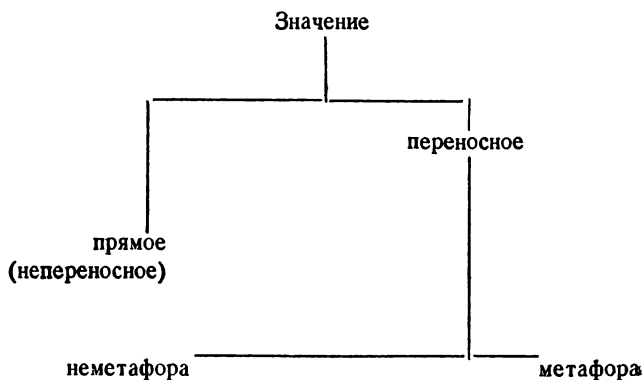 Значение
переносное
прямое
(непереносное)
неметафора
метафора